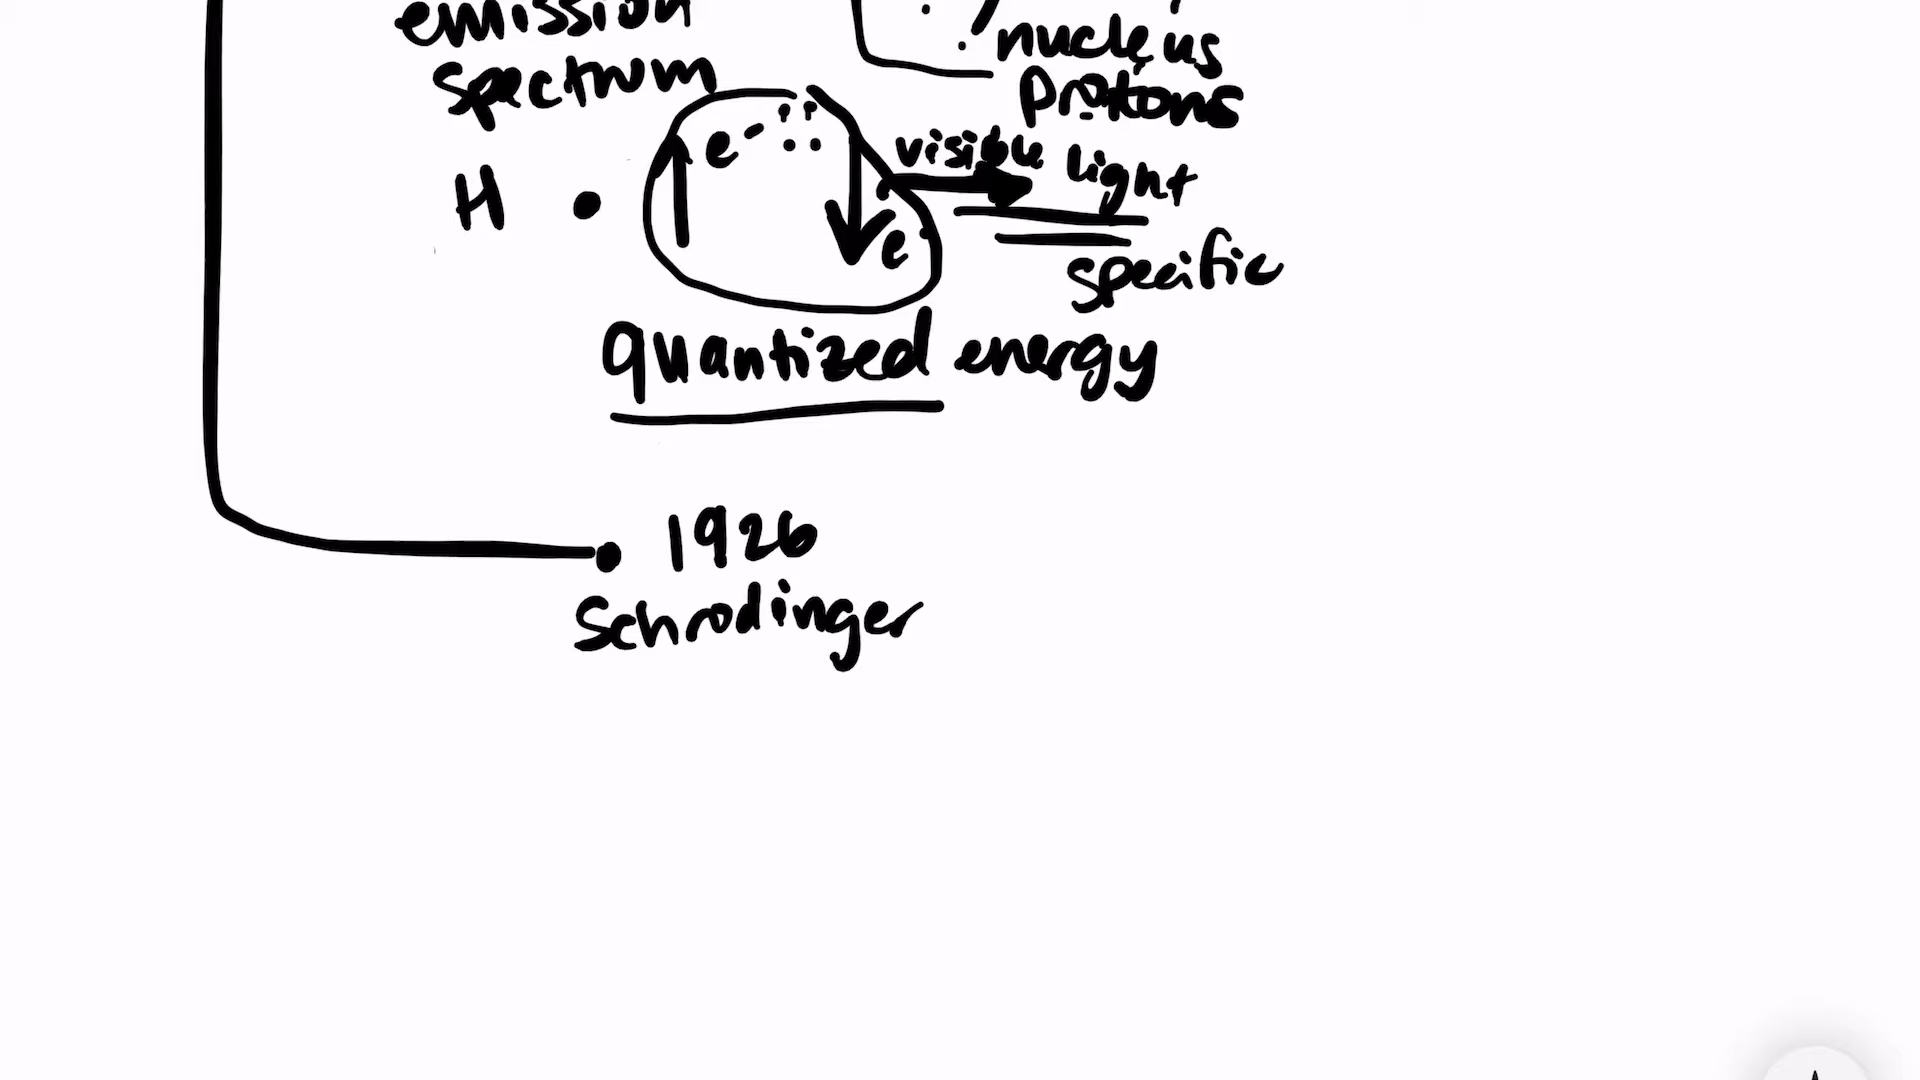 emission
spectrum
nucleus
protons
H • e- ??
visible light
e
specific
quantized energy
• 1926
Schrodinger